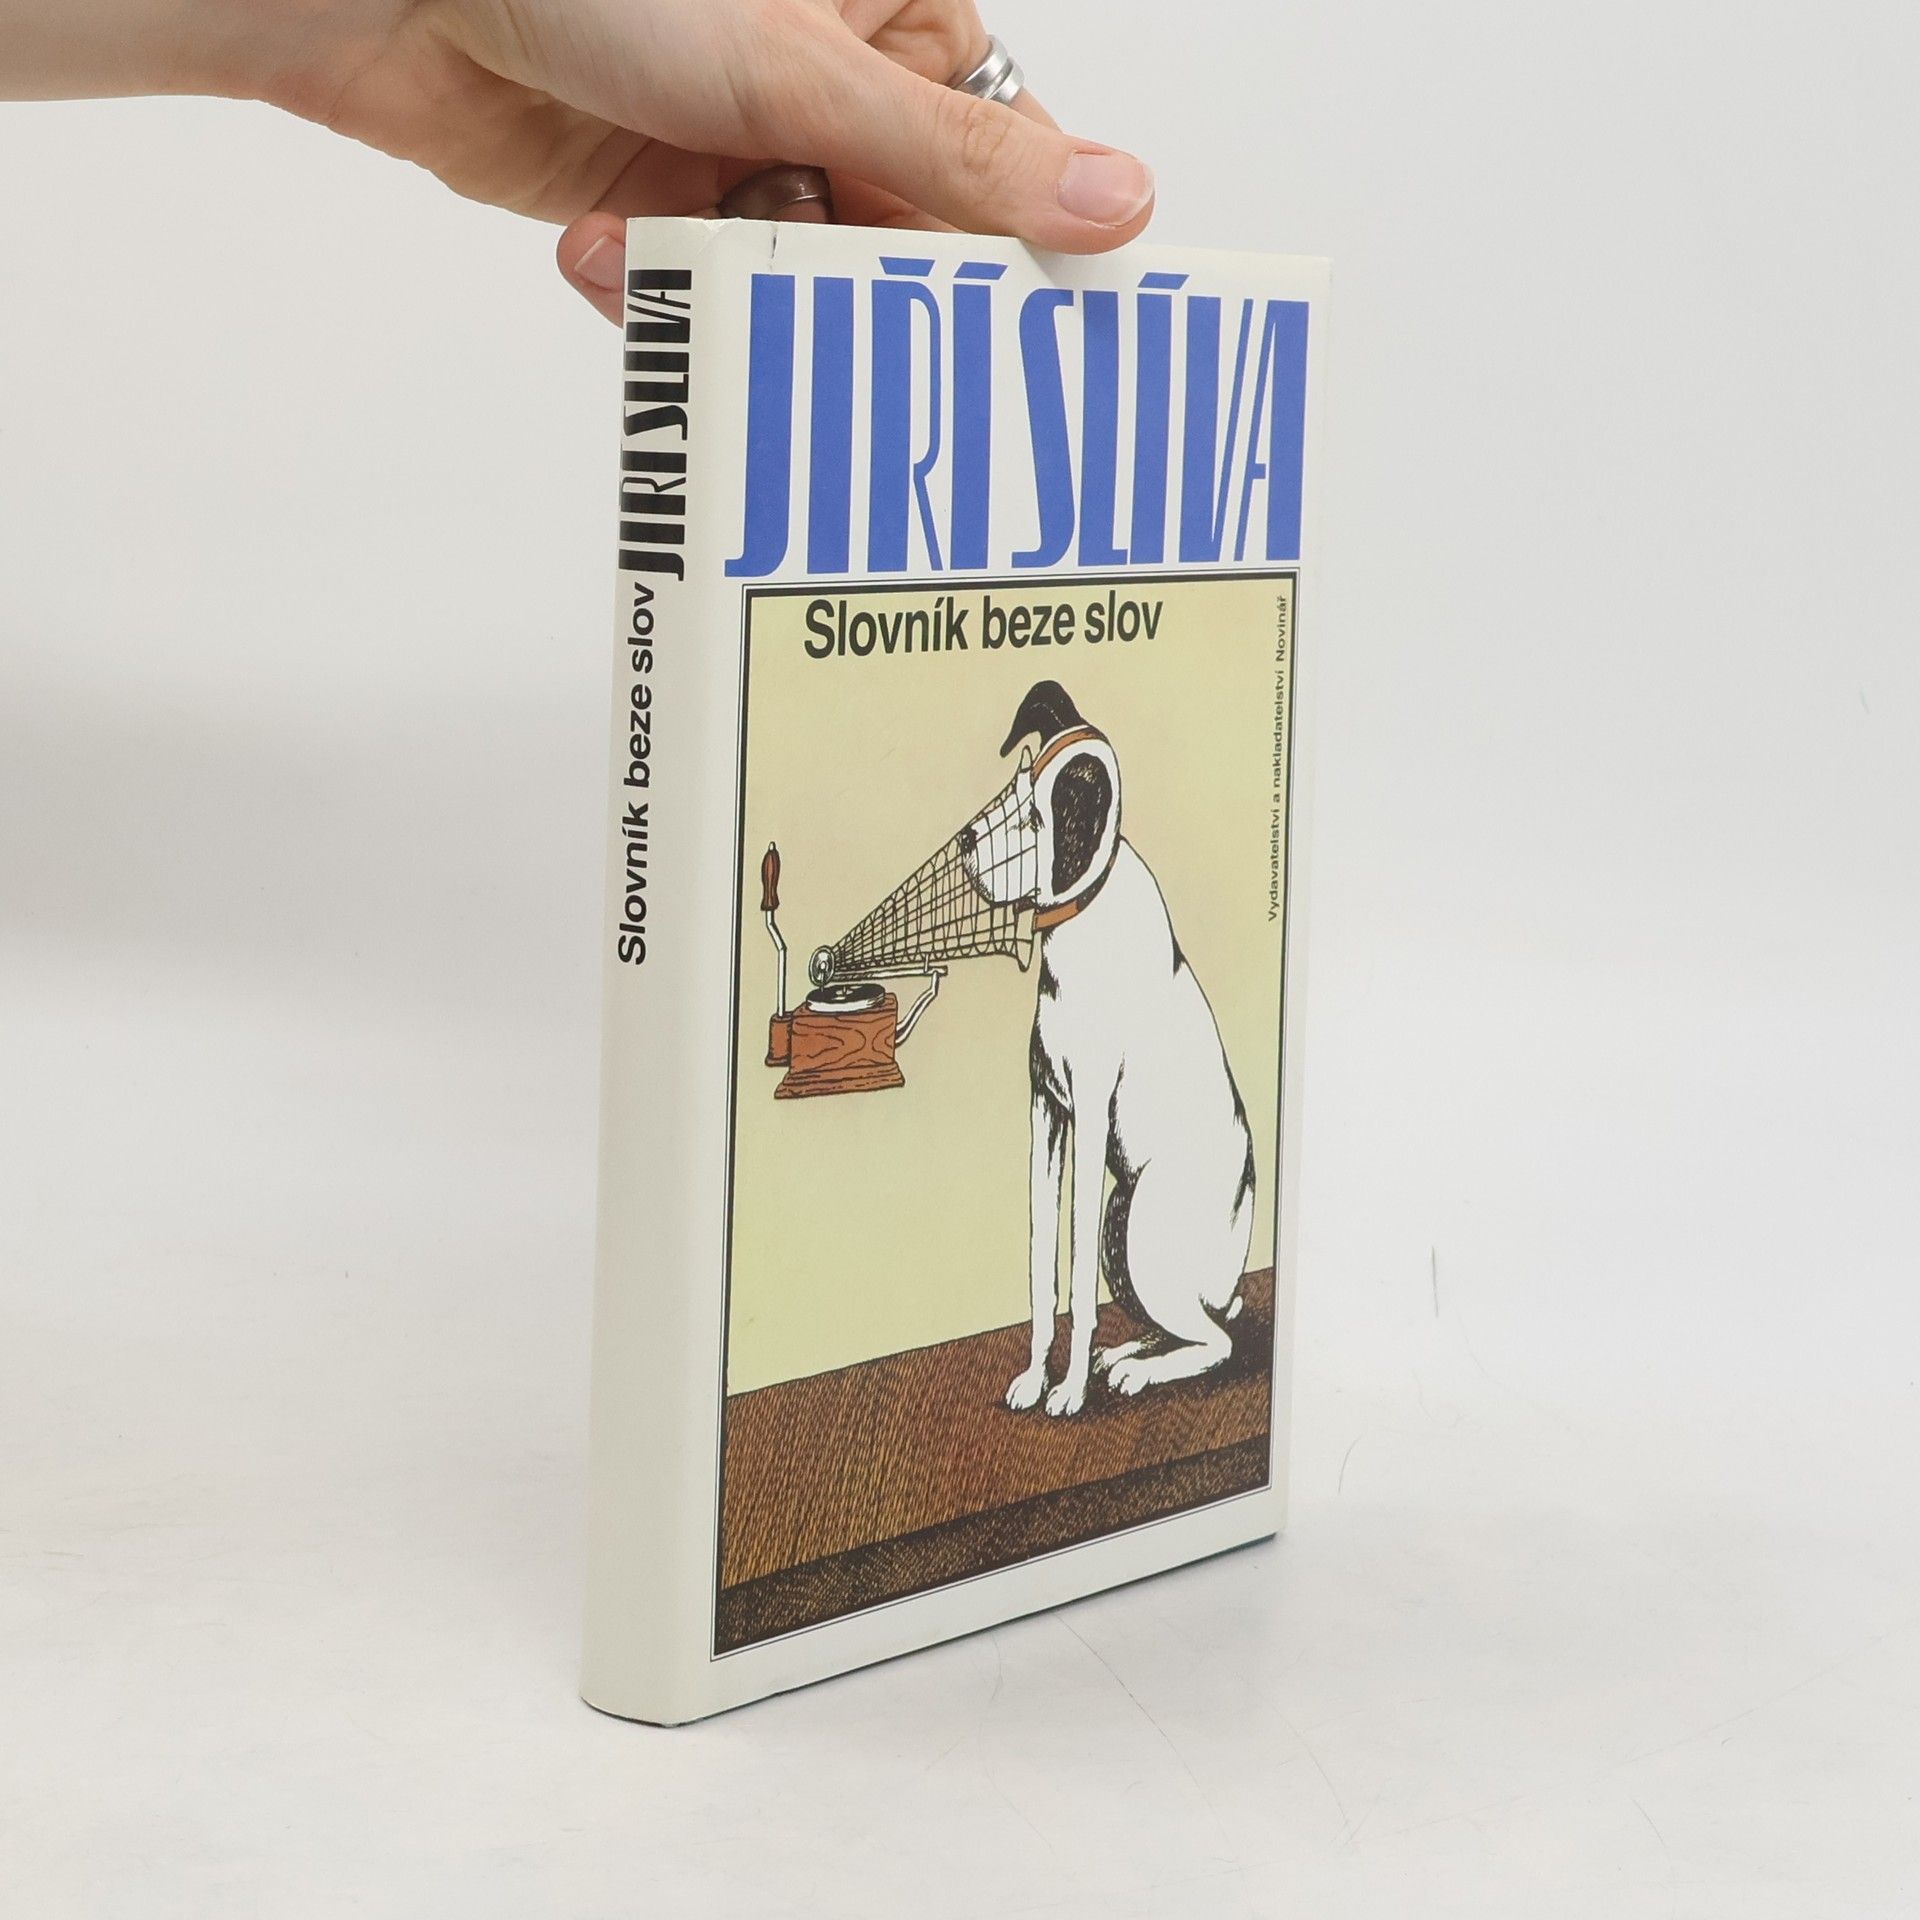 JIŘÍ SLÍVA
Slovník beze slov
JIŘÍ SLÍVA
Slovník beze slov
Vydavatelství a nakladatelství Novinář